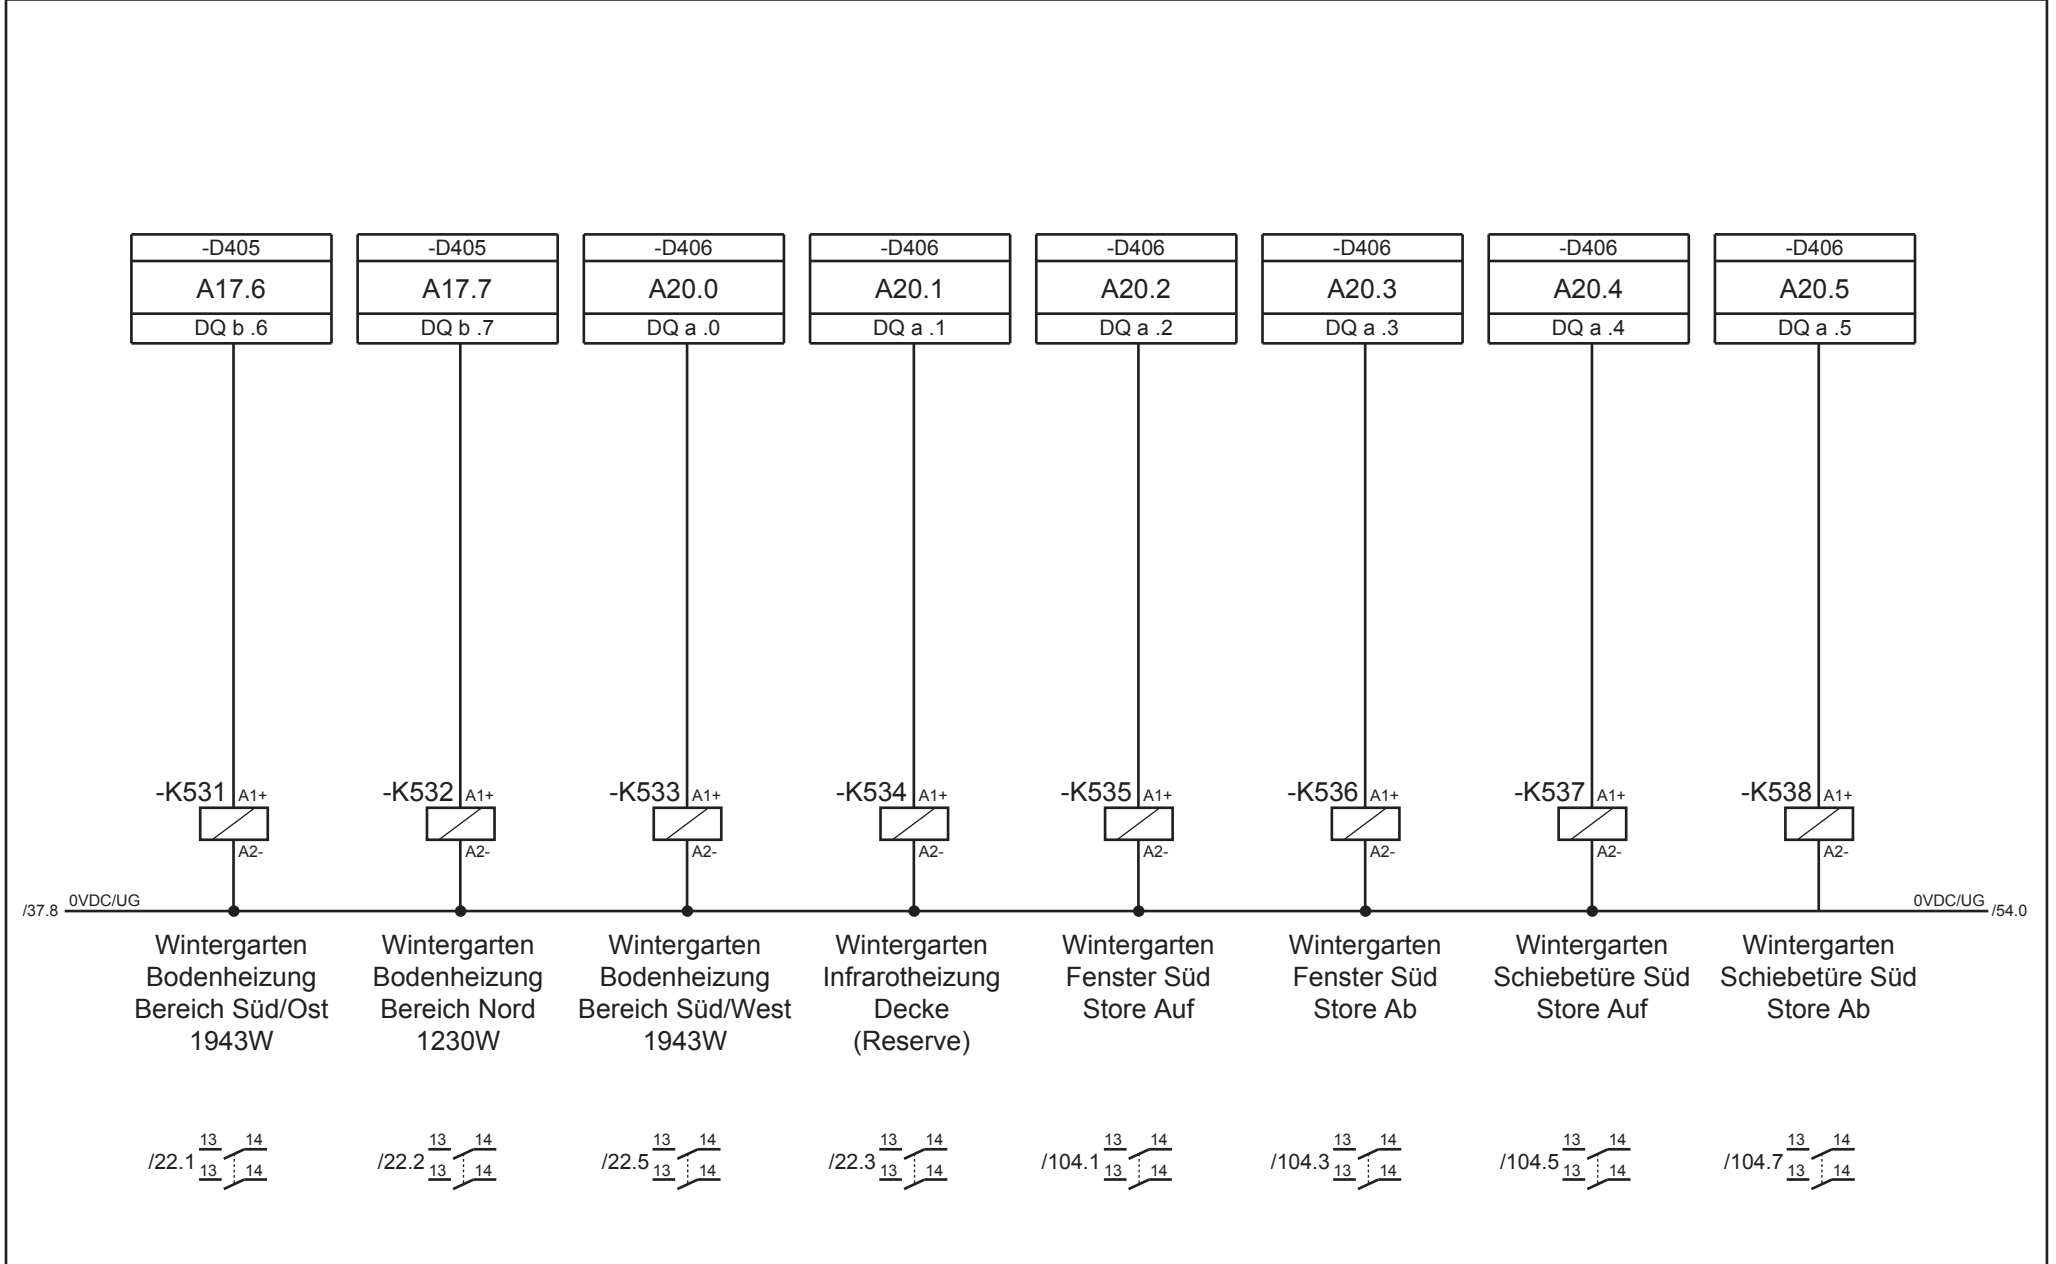 -D405 -D405 -D406 -D406 -D406 -D406 -D406 -D406
A17.6 A17.7 A20.0 A20.1 A20.2 A20.3 A20.4 A20.5
DQ b .6 DQ b .7 DQ a .0 DQ a .1 DQ a .2 DQ a .3 DQ a .4 DQ a .5
-K531 A1+ -K532 A1+ -K533 A1+ -K534 A1+ -K535 A1+ -K536 A1+ -K537 A1+ -K538 A1+
A2- A2- A2- A2- A2- A2- A2- A2-
/37.8 0VDC/UG 0VDC/UG /54.0
Wintergarten
Bodenheizung
Bereich Süd/Ost
1943W
Wintergarten
Bodenheizung
Bereich Nord
1230W
Wintergarten
Bodenheizung
Bereich Süd/West
1943W
Wintergarten
Infrarotheizung
Decke
(Reserve)
Wintergarten
Fenster Süd
Store Auf
Wintergarten
Fenster Süd
Store Ab
Wintergarten
Schiebetüre Süd
Store Auf
Wintergarten
Schiebetüre Süd
Store Ab
13 14 13 14 13 14 13 14 13 14 13 14 13 14 13 14
/22.1 /22.2 /22.5 /22.3 /104.1 /104.3 /104.5 /104.7
13 14 13 14 13 14 13 14 13 14 13 14 13 14 13 14